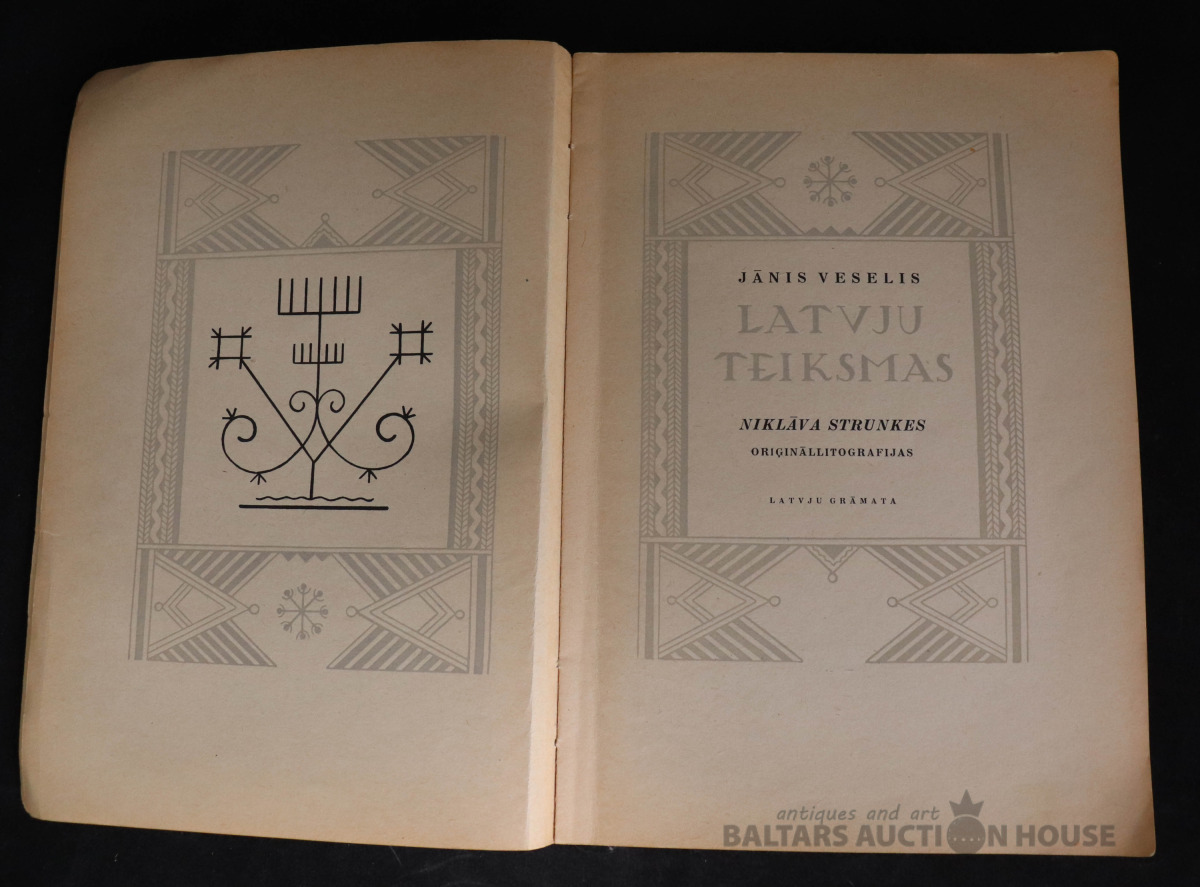 JĀNIS VESELIS
LATVJU
TEIKSMAS
NIKLĀVA STRUNKES
ORIĢINĀLLITOGRAFIJAS
LATVJU GRĀMATA
antiques and art
BALTARS AUCTION HOUSE